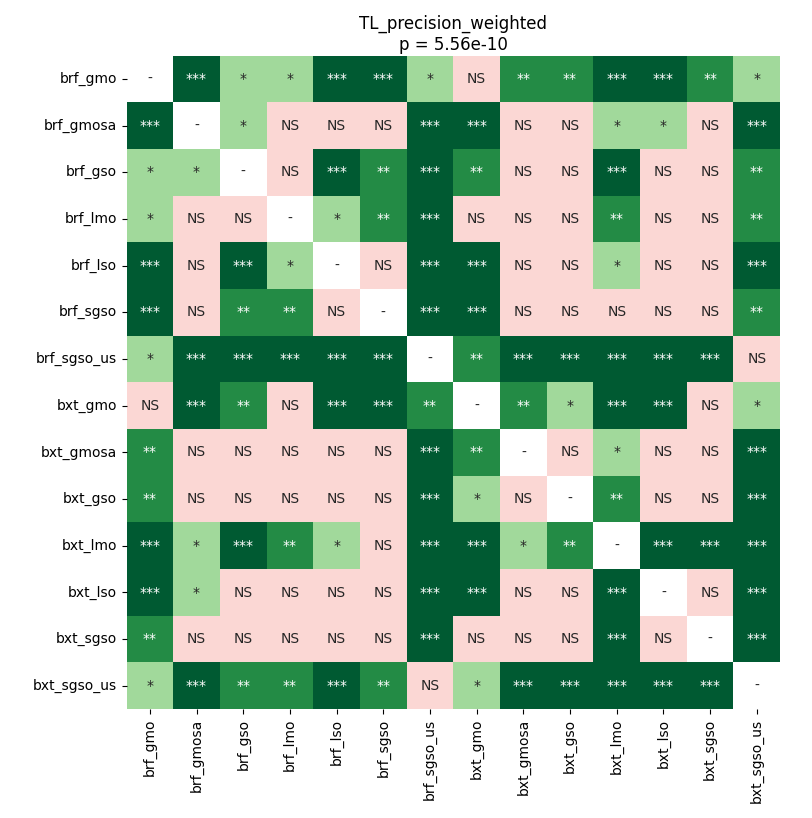 TL_precision_weighted
p = 5.56e-10
brf_gmo - *** * * *** *** * NS ** ** *** *** ** *
brf_gmosa *** - * NS NS NS *** *** NS NS * * NS ***
brf_gso * * - NS *** ** *** ** NS NS *** NS NS **
brf_lmo * NS NS - * ** *** NS NS NS ** NS NS **
brf_lso *** NS *** * - NS *** *** NS NS * NS NS ***
brf_sgso *** NS ** ** NS - *** *** NS NS NS NS NS **
brf_sgso_us * *** *** *** *** *** - ** *** *** *** *** *** NS
bxt_gmo NS *** ** NS *** *** ** - ** * *** *** NS *
bxt_gmosa ** NS NS NS NS NS *** ** - NS * NS NS ***
bxt_gso ** NS NS NS NS NS *** * NS - ** NS NS ***
bxt_lmo *** * *** ** * NS *** *** * ** - *** *** ***
bxt_lso *** * NS NS NS NS *** *** NS NS *** - NS ***
bxt_sgso ** NS NS NS NS NS *** NS NS NS *** NS - ***
bxt_sgso_us * *** ** ** *** ** NS * *** *** *** *** *** -
brf_gmo brf_gmosa brf_gso brf_lmo brf_lso brf_sgso brf_sgso_us bxt_gmo bxt_gmosa bxt_gso bxt_lmo bxt_lso bxt_sgso bxt_sgso_us